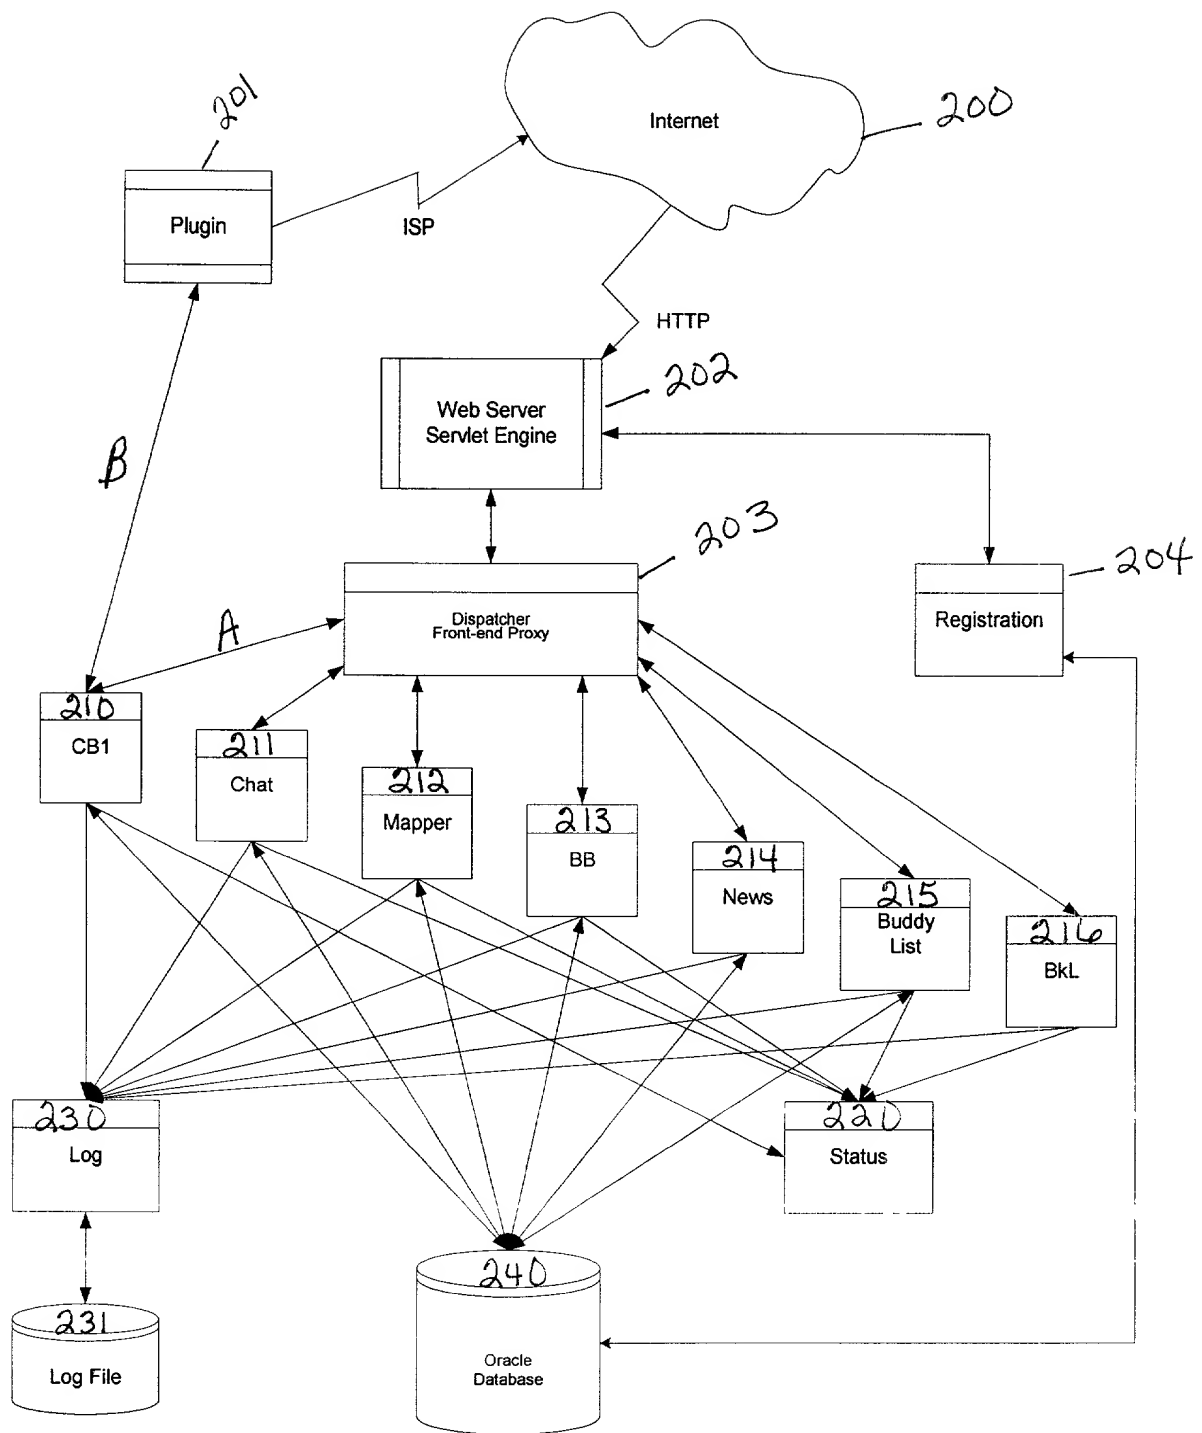 201
Internet
200
Plugin
ISP
HTTP
202
Web Server
Servlet Engine
B
203
204
A
Dispatcher
Front-end Proxy
Registration
210
CB1
211
Chat
212
Mapper
213
BB
214
News
215
Buddy
List
216
BkL
230
Log
220
Status
240
Oracle
Database
231
Log File